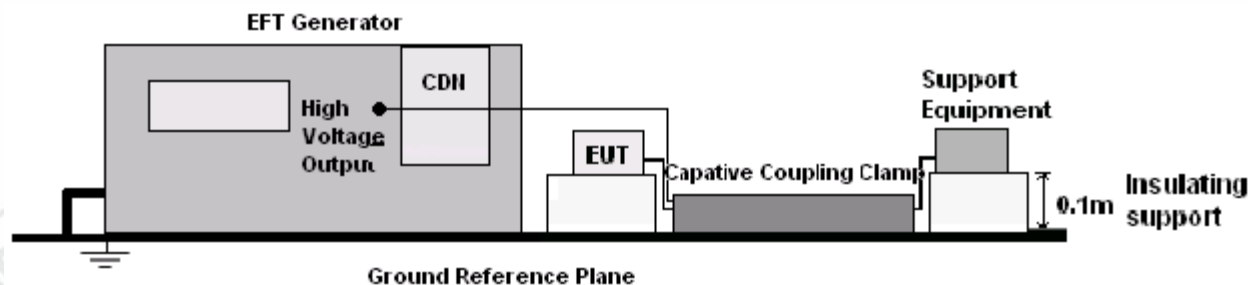 EFT Generator
CDN
High
Voltage
Output
Support
Equipment
EUT
Capative Coupling Clamp
0.1m
Insulating
support
Ground Reference Plane